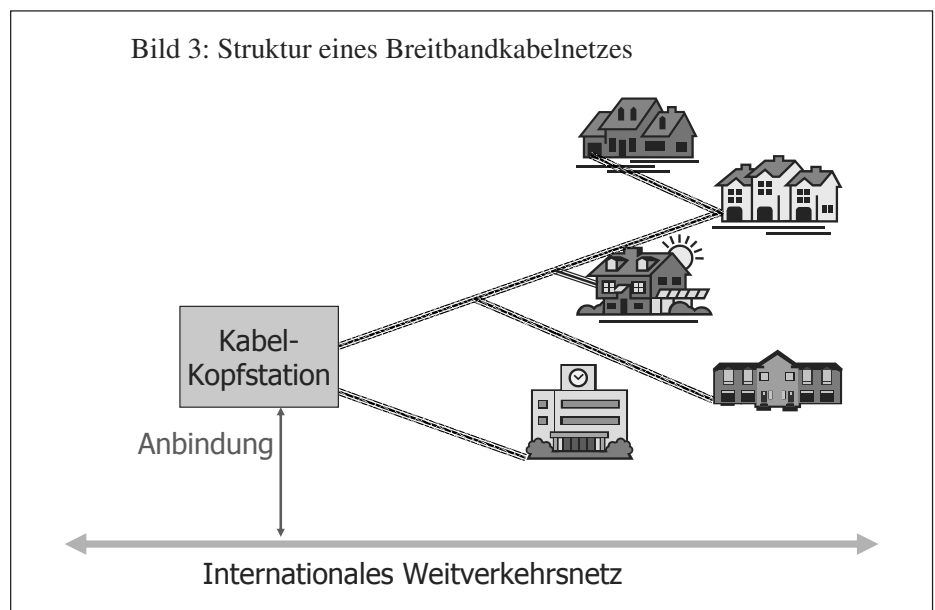 Bild 3: Struktur eines Breitbandkabelnetzes
Kabel-
Kopfstation
Anbindung
Internationales Weitverkehrsnetz